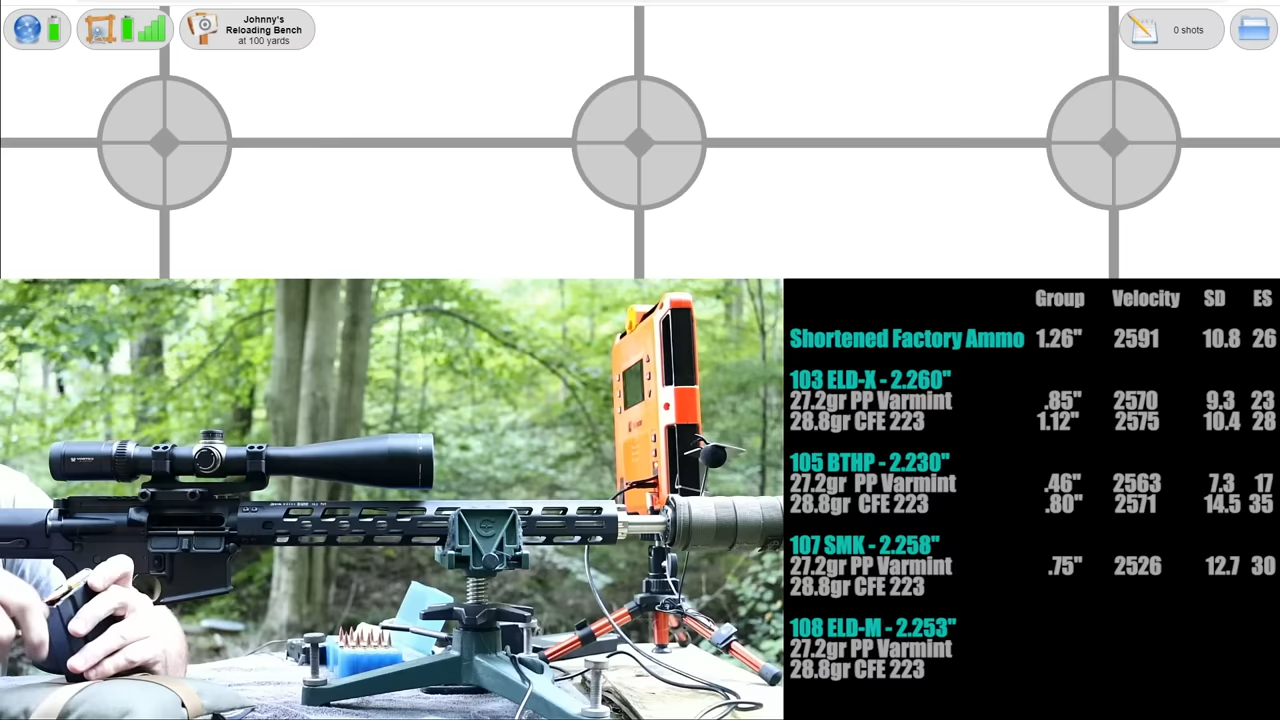 Johnny's
Reloading Bench
at 100 yards
0 shots
Group Velocity SD ES
Shortened Factory Ammo 1.26" 2591 10.8 26
103 ELD-X - 2.260"
27.2gr PP Varmint .85" 2570 9.3 23
28.8gr CFE 223 1.12" 2575 10.4 28
105 BTHP - 2.230"
27.2gr PP Varmint .46" 2563 7.3 17
28.8gr CFE 223 .80" 2571 14.5 35
107 SMK - 2.258"
27.2gr PP Varmint .75" 2526 12.7 30
28.8gr CFE 223
108 ELD-M - 2.253"
27.2gr PP Varmint
28.8gr CFE 223